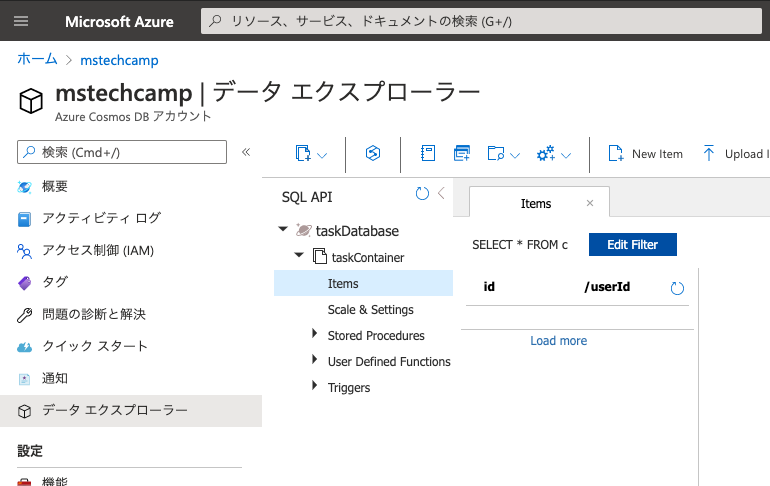 Microsoft Azure
リソース、サービス、ドキュメントの検索 (G+/)
ホーム > mstechcamp
mstechcamp | データ エクスプローラー
Azure Cosmos DB アカウント
検索 (Cmd+/)
«
概要
アクティビティ ログ
アクセス制御 (IAM)
タグ
問題の診断と解決
クイック スタート
通知
データ エクスプローラー
設定
機能
New Item
Upload I
SQL API
taskDatabase
taskContainer
Items
Scale & Settings
Stored Procedures
User Defined Functions
Triggers
Items ×
SELECT * FROM c Edit Filter
id /userId
Load more